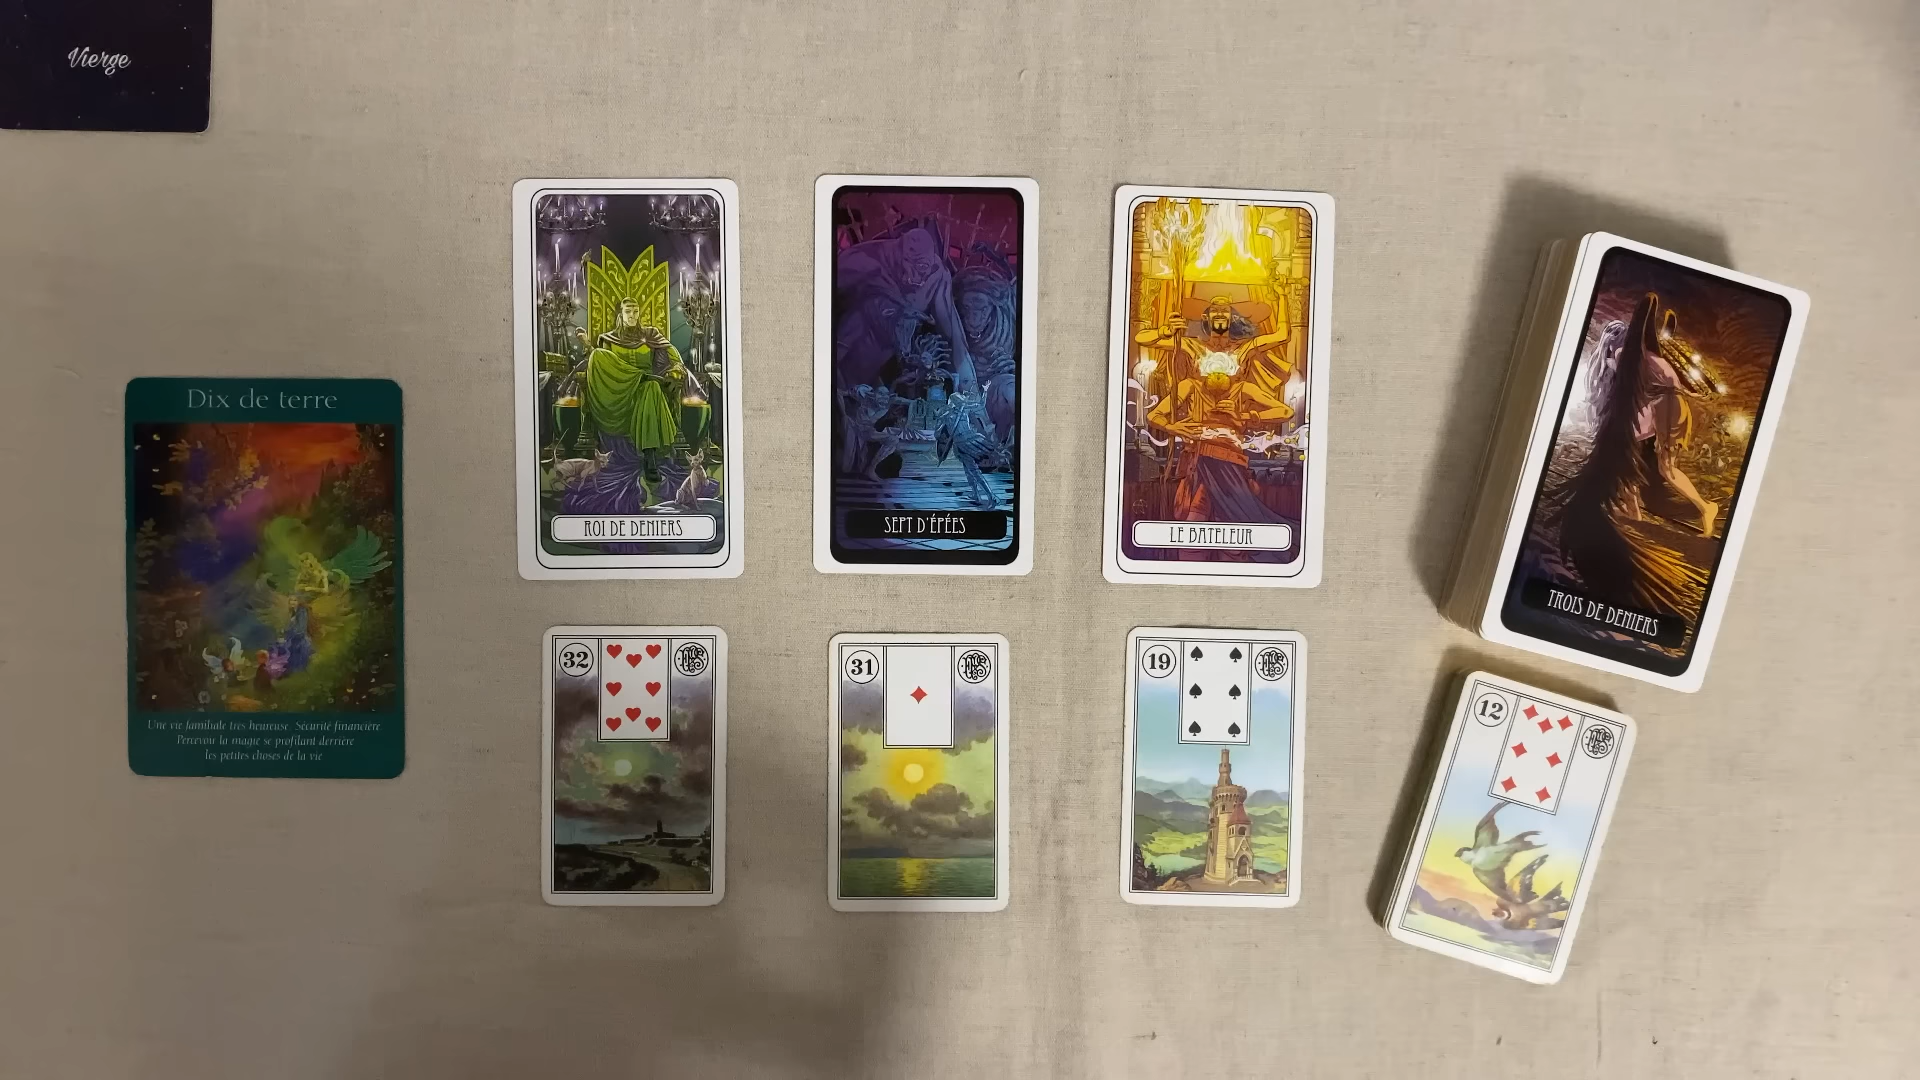 Vierge
Dix de terre
Une vie familiale très heureuse. Sécurité financière
Percevoir la magie se profilant derrière
les petites choses de la vie
ROI DE DENIERS
SEPT D'ÉPÉES
LE BATELEUR
TROIS DE DENIERS
32
31
19
12